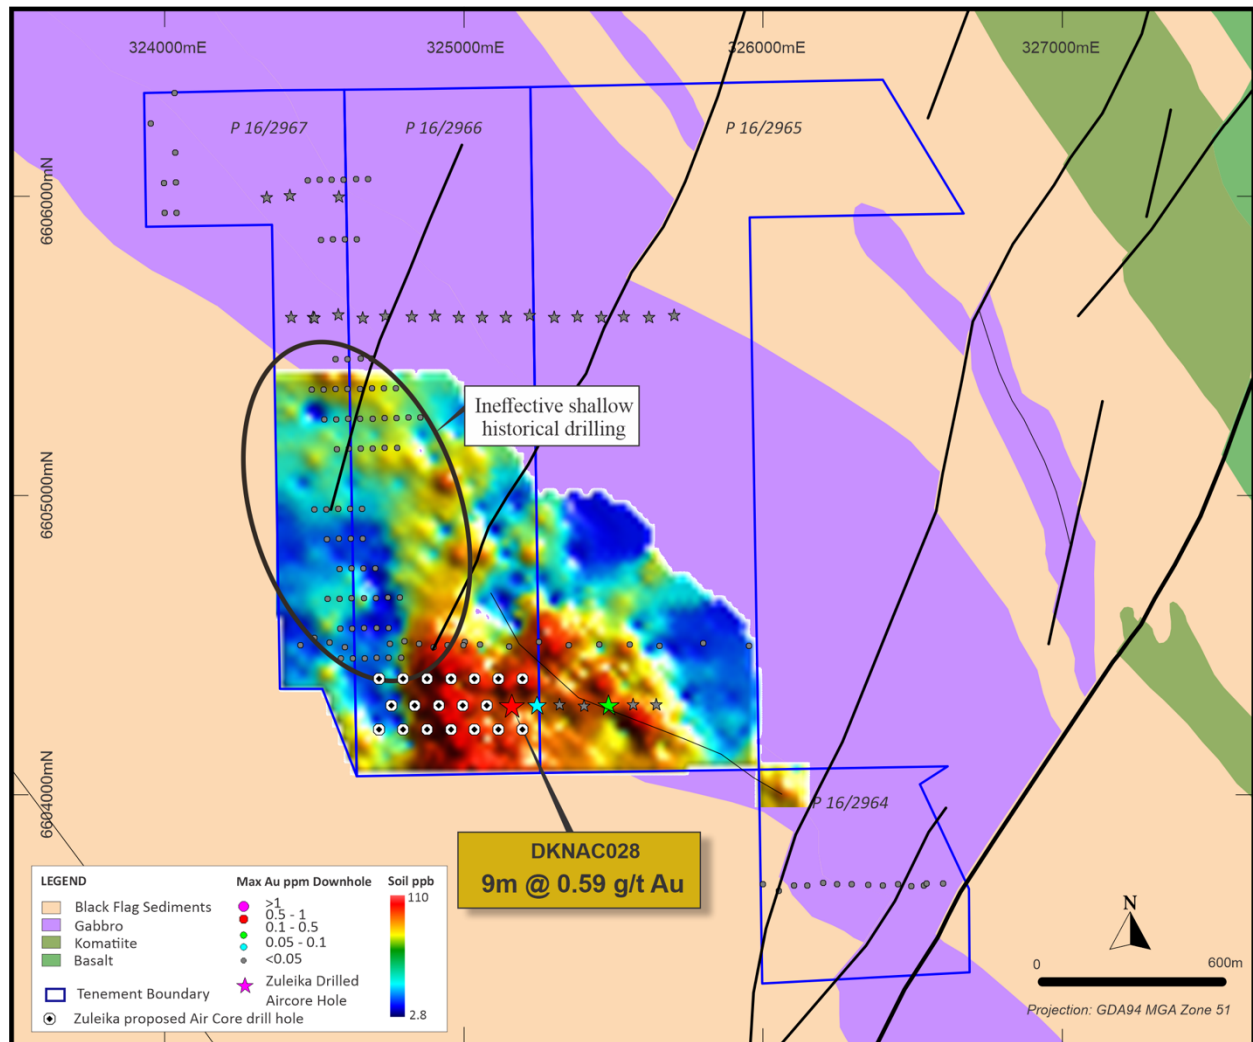 324000mE
325000mE
326000mE
327000mE
P 16/2967
P 16/2966
P 16/2965
6606000mN
Ineffective shallow
historical drilling
6605000mN
6604000mN
P 16/2964
DKNAC028
9m @ 0.59 g/t Au
LEGEND
Black Flag Sediments
Gabbro
Komatiite
Basalt
Tenement Boundary
Zuleika proposed Air Core drill hole
Max Au ppm Downhole
>1
0.5 - 1
0.1 - 0.5
0.05 - 0.1
<0.05
Zuleika Drilled
Aircore Hole
Soil ppb
110
2.8
N
0
600m
Projection: GDA94 MGA Zone 51